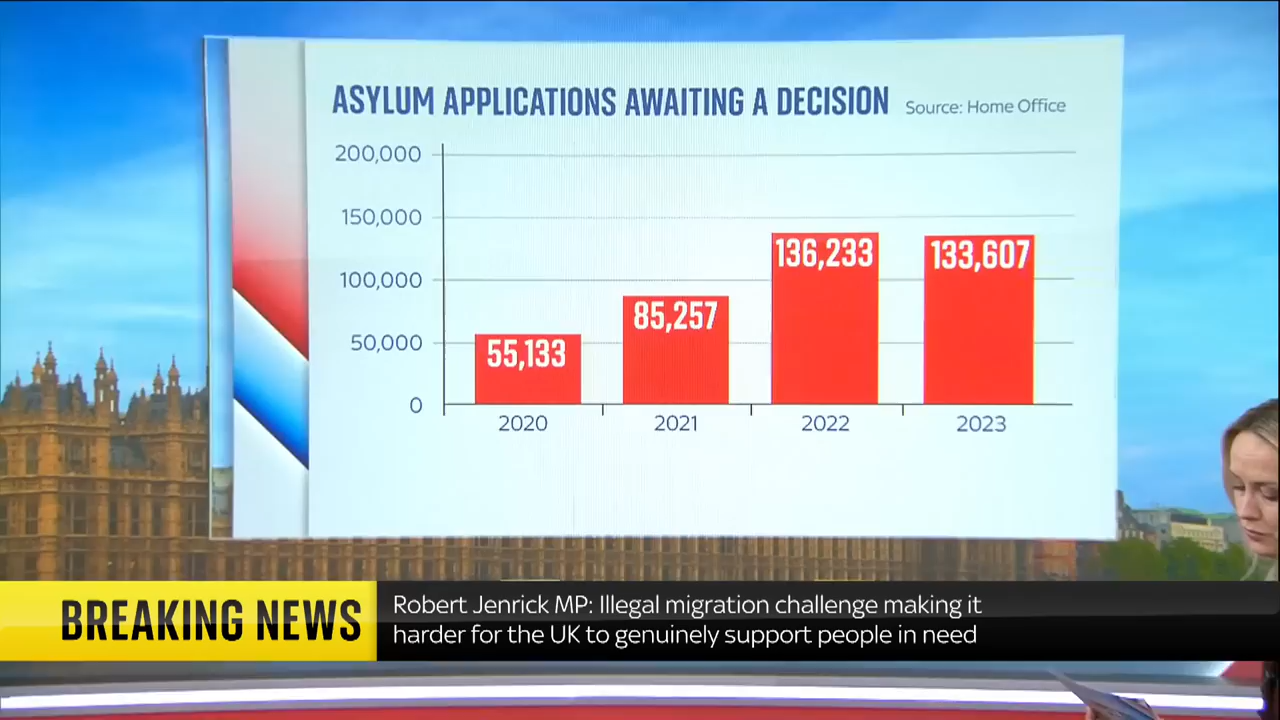 ASYLUM APPLICATIONS AWAITING A DECISION Source: Home Office
200,000
150,000
100,000
50,000
0
55,133
85,257
136,233
133,607
2020 2021 2022 2023
BREAKING NEWS
Robert Jenrick MP: Illegal migration challenge making it
harder for the UK to genuinely support people in need